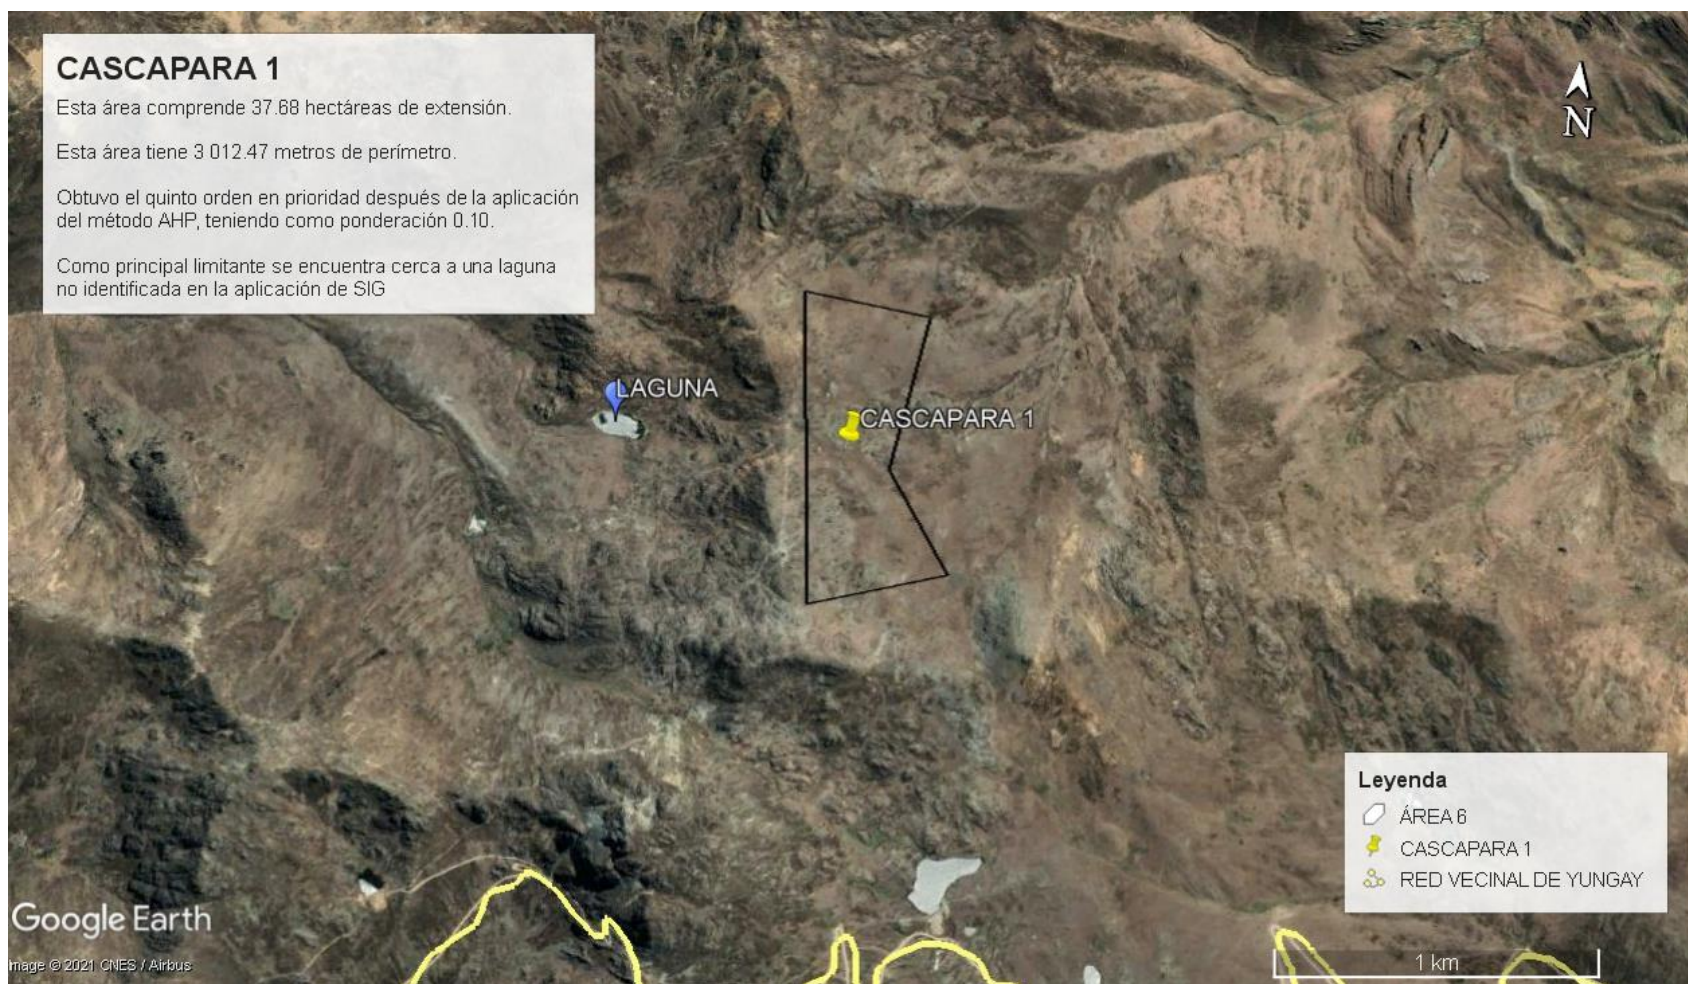 CASCAPARA 1
Esta área comprende 37.68 hectáreas de extensión.
Esta área tiene 3 012.47 metros de perímetro.
Obtuvo el quinto orden en prioridad después de la aplicación
del método AHP, teniendo como ponderación 0.10.
Como principal limitante se encuentra cerca a una laguna
no identificada en la aplicación de SIG
N
LAGUNA
CASCAPARA 1
Leyenda
ÁREA 6
CASCAPARA 1
RED VECINAL DE YUNGAY
Google Earth
Image © 2021 CNES / Airbus
1 km